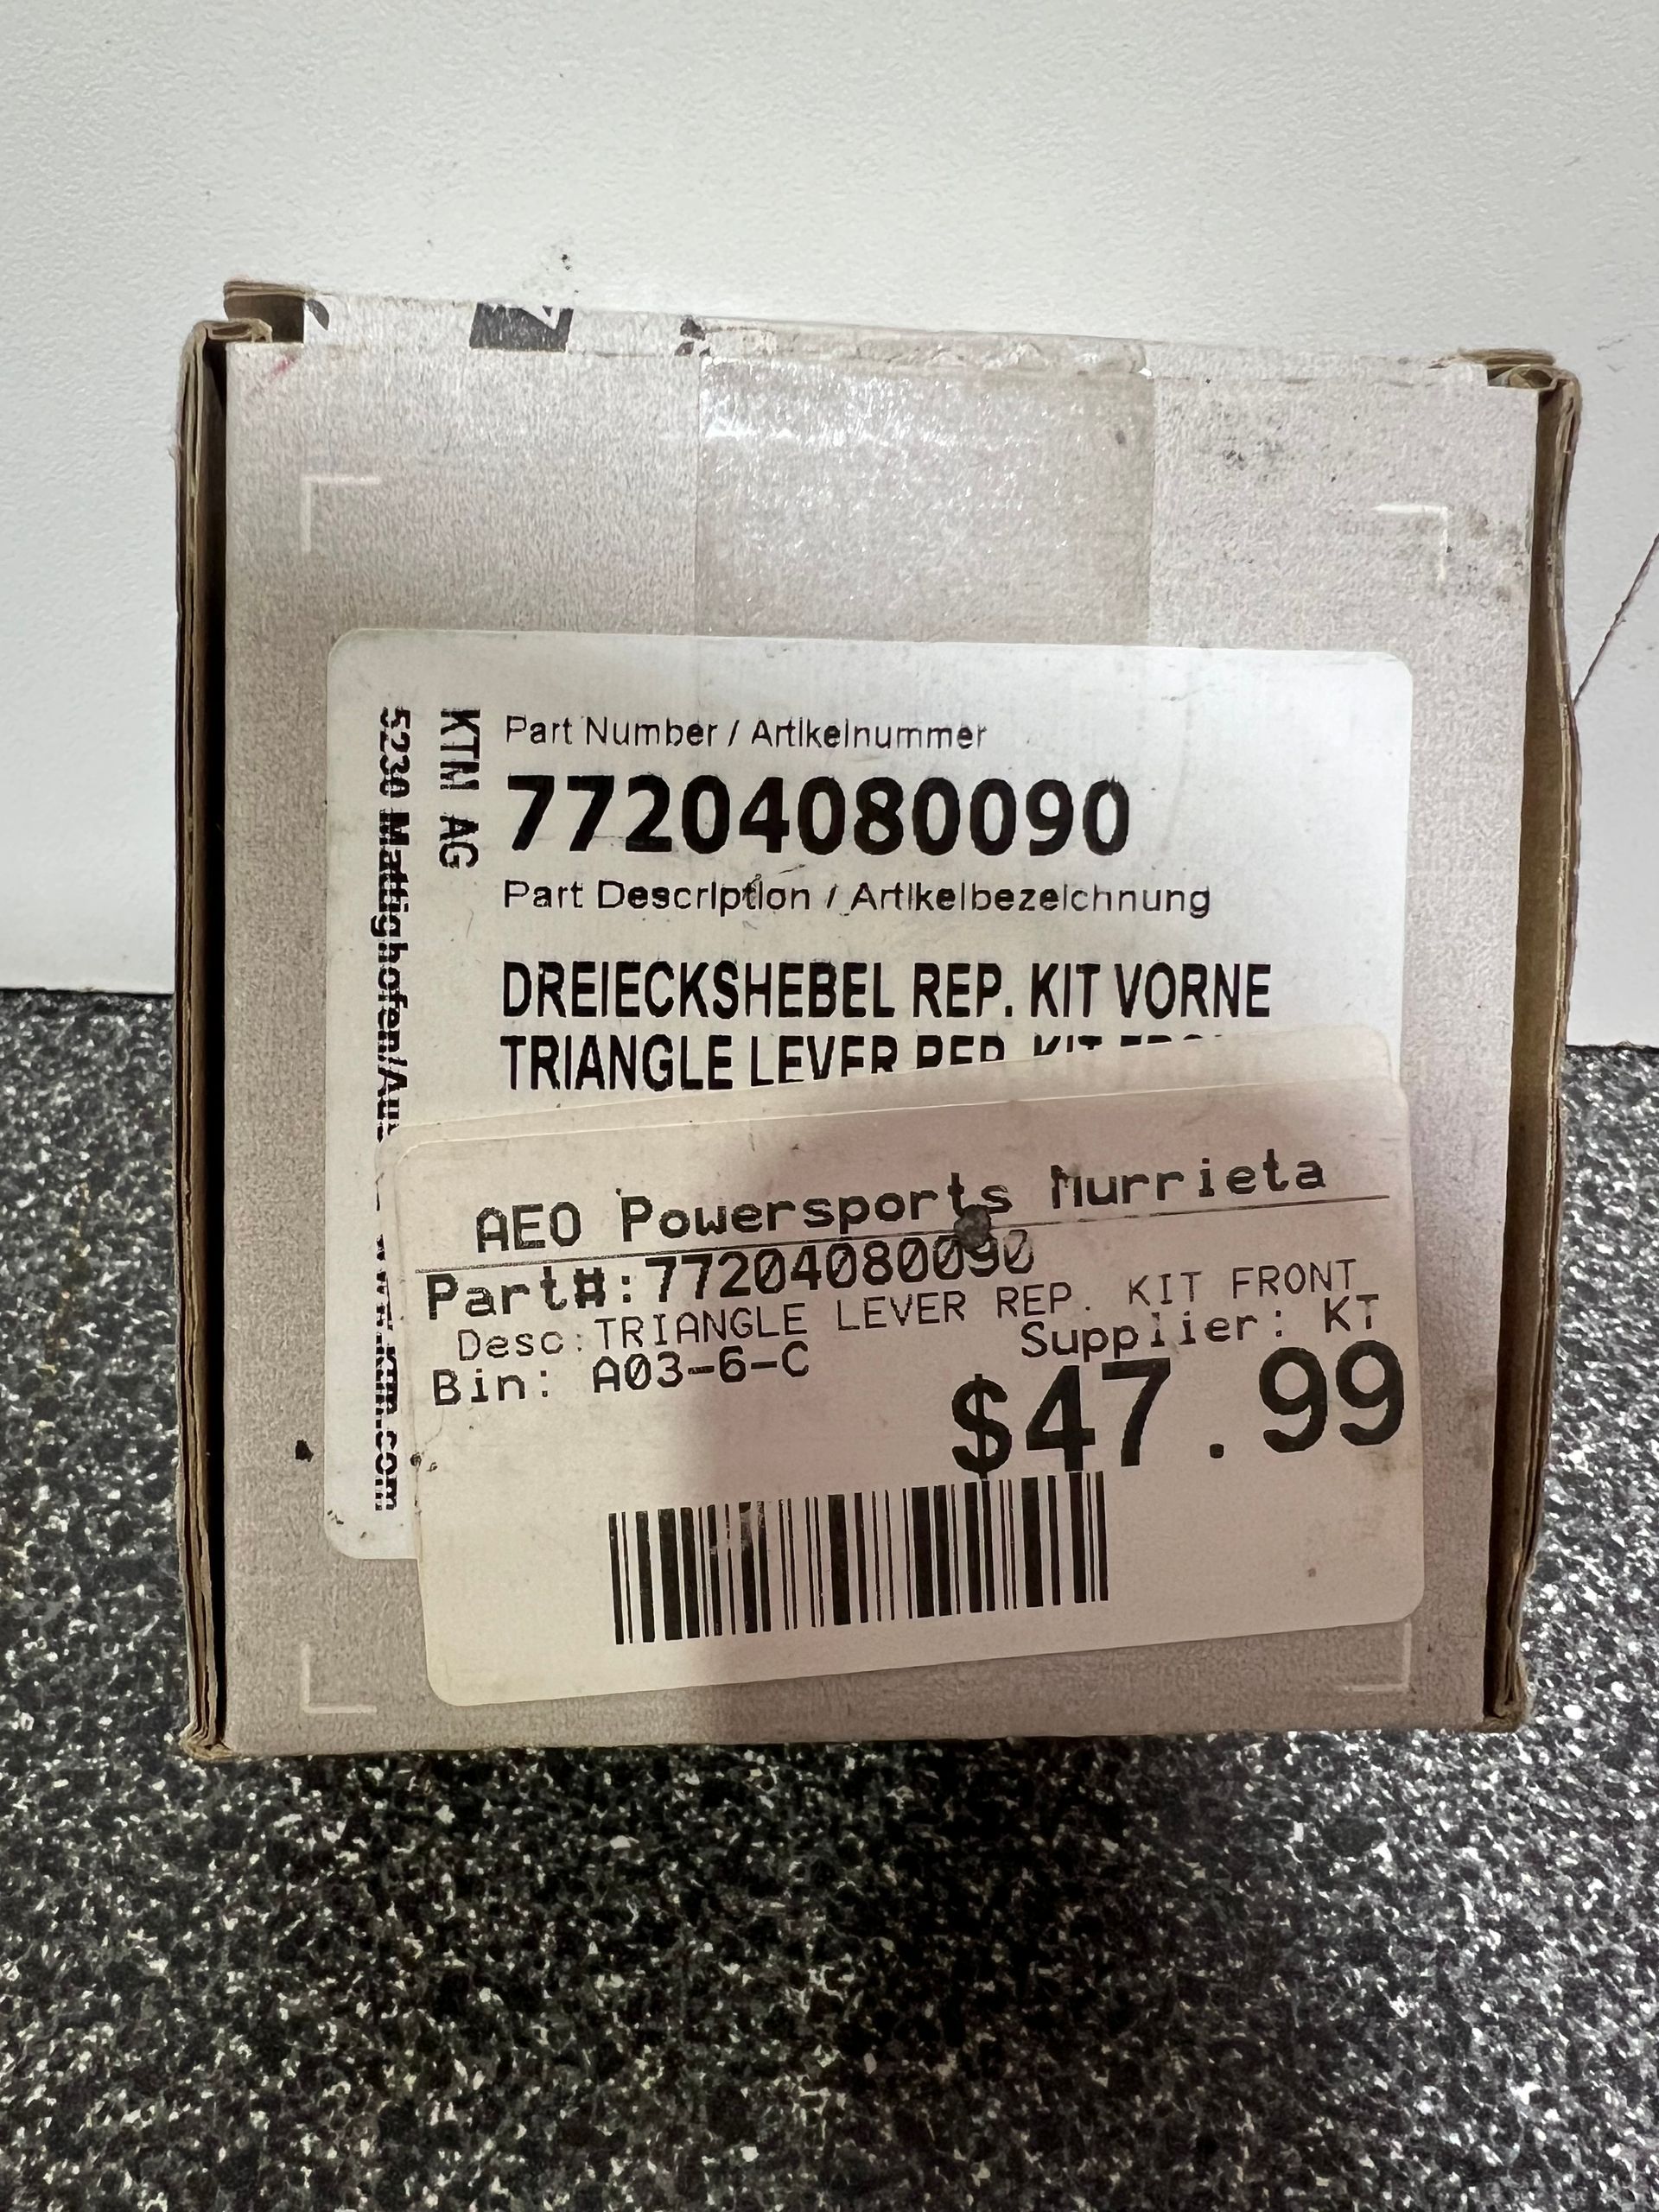 KTM AG
5230 Mattighofen/Aus
www.ktm.com
Part Number / Artikelnummer
77204080090
Part Description / Artikelbezeichnung
DREIECKSHEBEL REP. KIT VORNE
TRIANGLE LEVER REP. KIT FRONT
AEO Powersports Murrieta
Part#:77204080090
Desc:TRIANGLE LEVER REP. KIT FRONT
Supplier: KT
Bin: A03-6-C
$47.99